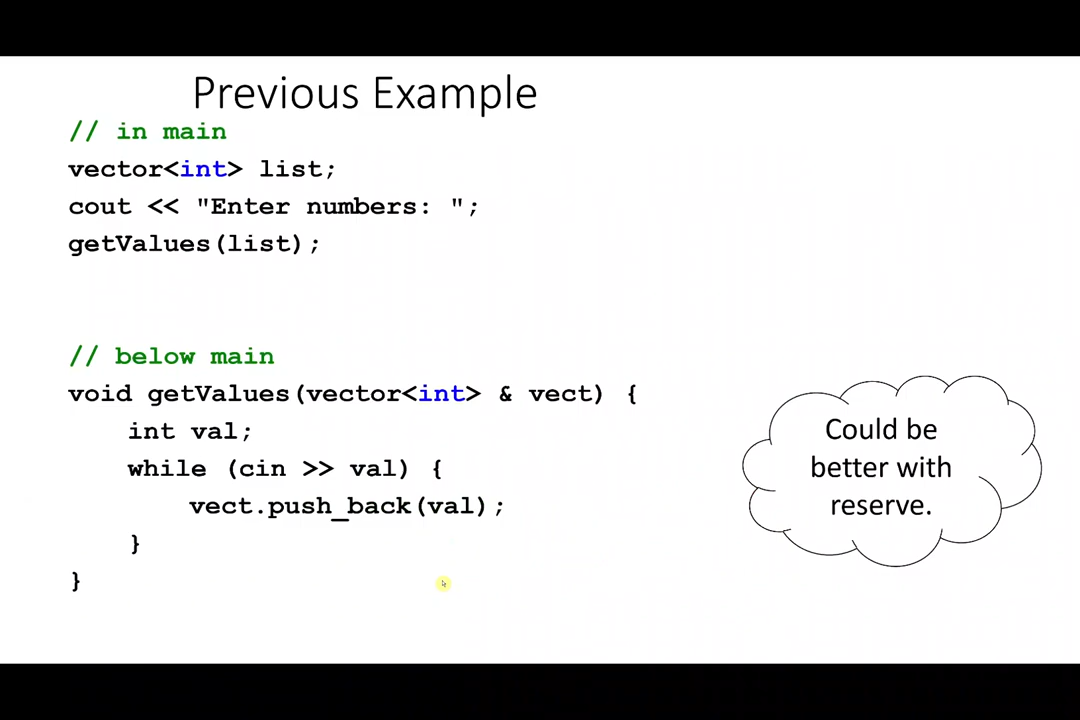 Previous Example
// in main
vector<int> list;
cout << "Enter numbers: ";
getValues(list);
// below main
void getValues(vector<int> & vect) {
int val;
while (cin >> val) {
vect.push_back(val);
}
}
Could be
better with
reserve.